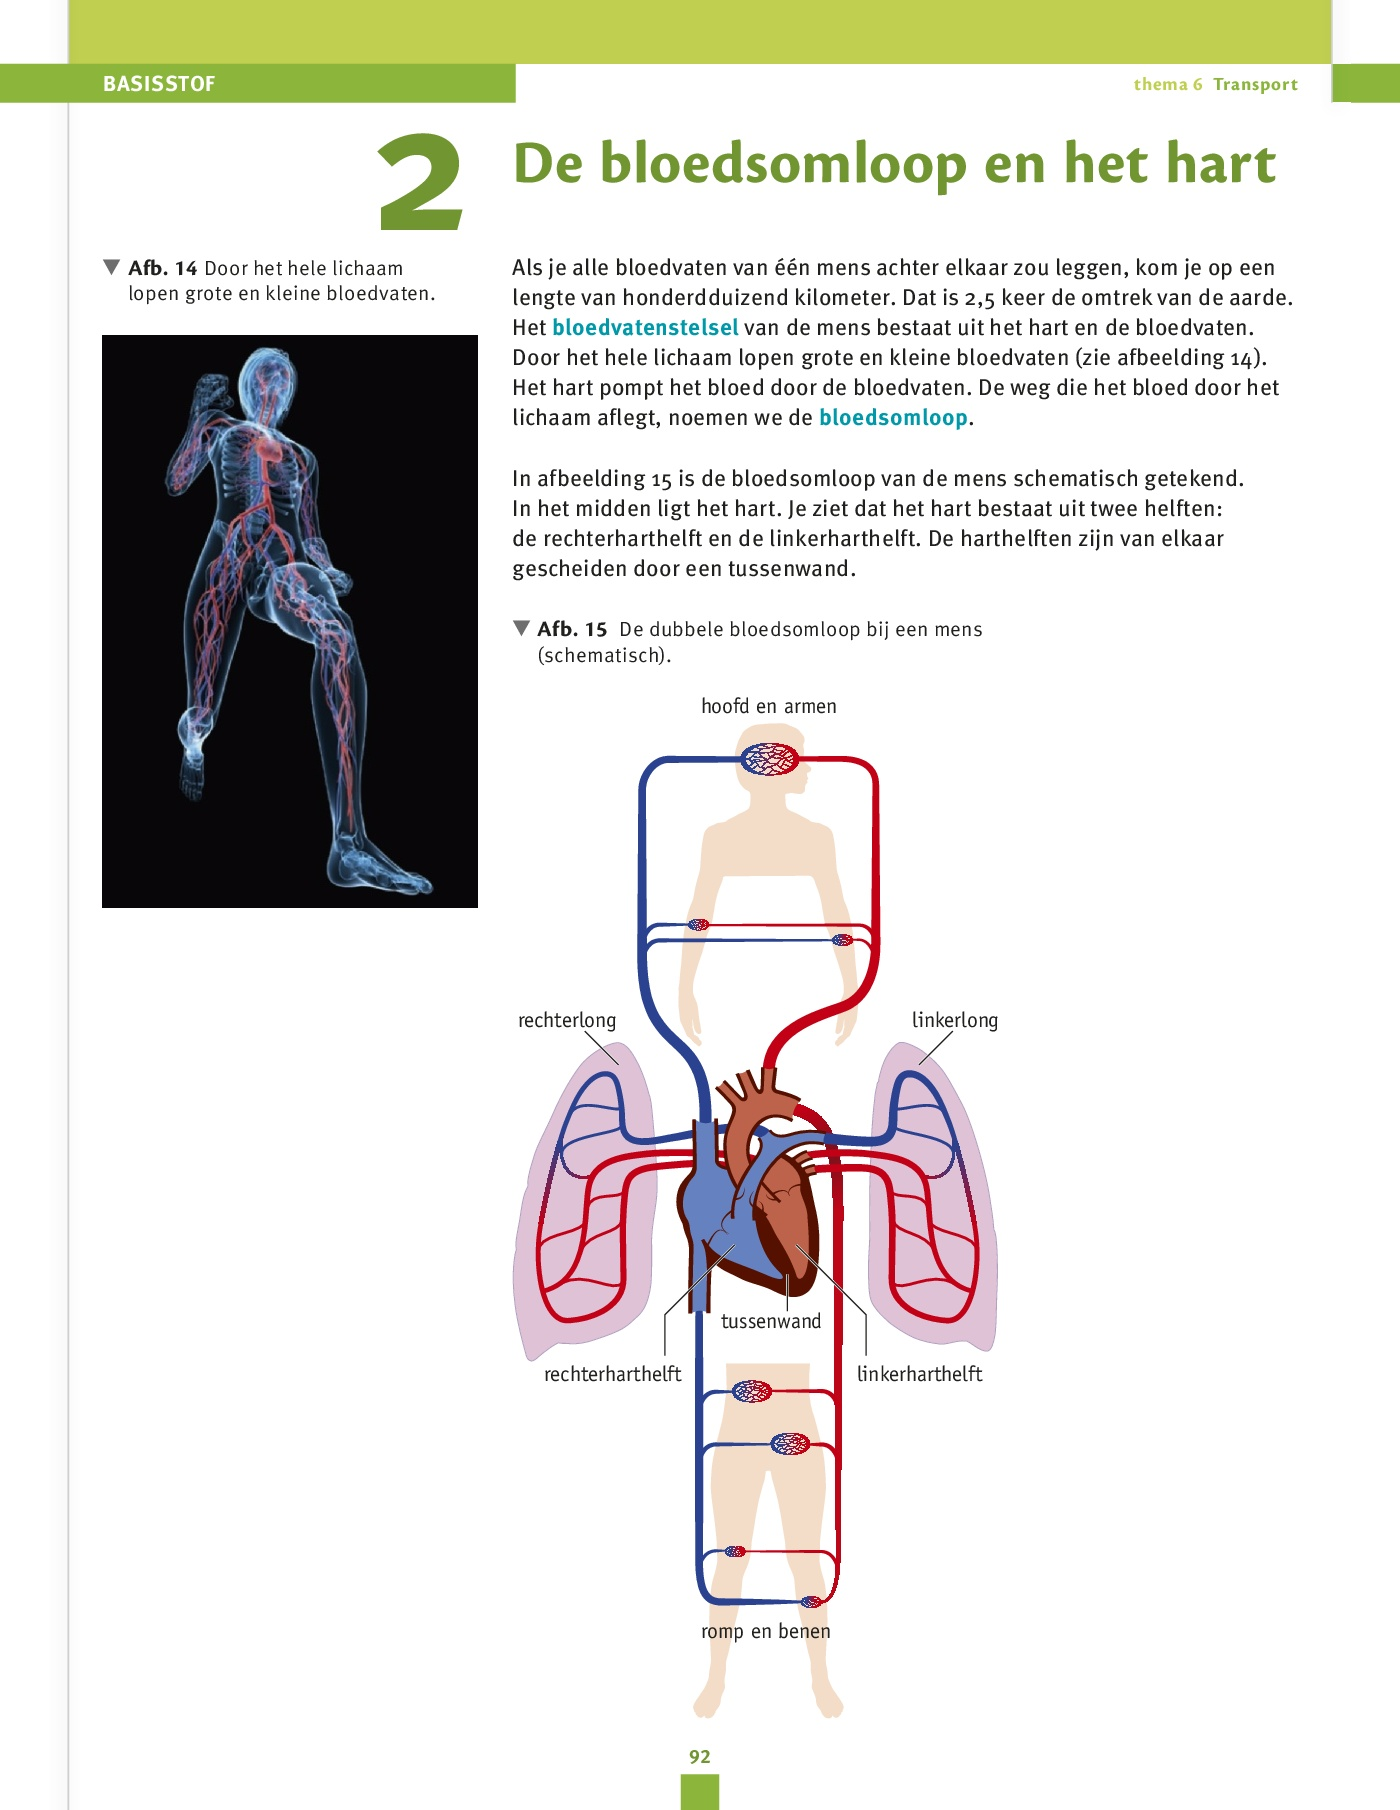 BASISSTOF
thema 6 Transport
2 De bloedsomloop en het hart
▼ Afb. 14 Door het hele lichaam
lopen grote en kleine bloedvaten.
Als je alle bloedvaten van één mens achter elkaar zou leggen, kom je op een
lengte van honderdduizend kilometer. Dat is 2,5 keer de omtrek van de aarde.
Het bloedvatenstelsel van de mens bestaat uit het hart en de bloedvaten.
Door het hele lichaam lopen grote en kleine bloedvaten (zie afbeelding 14).
Het hart pompt het bloed door de bloedvaten. De weg die het bloed door het
lichaam aflegt, noemen we de bloedsomloop.
In afbeelding 15 is de bloedsomloop van de mens schematisch getekend.
In het midden ligt het hart. Je ziet dat het hart bestaat uit twee helften:
de rechterharthelft en de linkerharthelft. De harthelften zijn van elkaar
gescheiden door een tussenwand.
▼ Afb. 15 De dubbele bloedsomloop bij een mens
(schematisch).
hoofd en armen
rechterlong
linkerlong
tussenwand
rechterharthelft
linkerharthelft
romp en benen
92